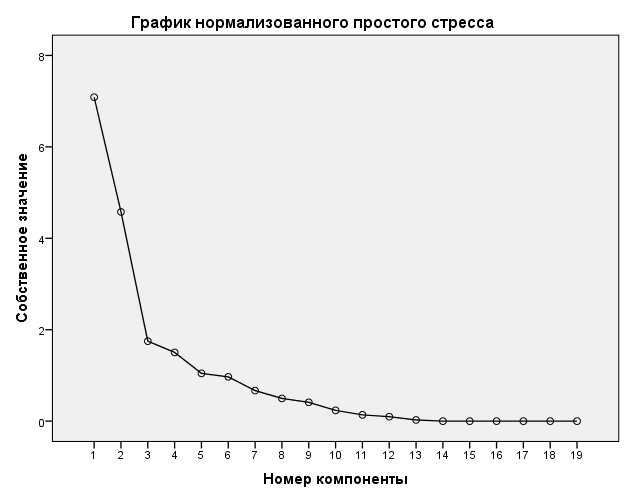 График нормализованного простого стресса
8
6
4
2
0
Собственное значение
1 2 3 4 5 6 7 8 9 10 11 12 13 14 15 16 17 18 19
Номер компоненты